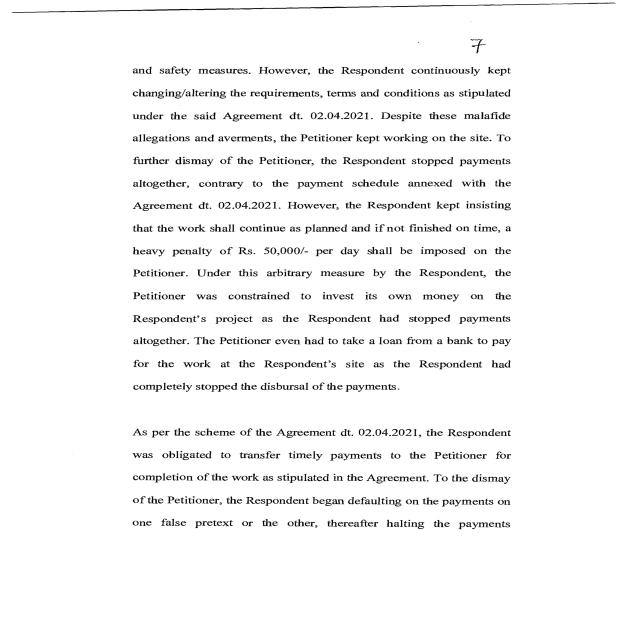 7
and safety measures. However, the Respondent continuously kept
changing/altering the requirements, terms and conditions as stipulated
under the said Agreement dt. 02.04.2021. Despite these malafide
allegations and averments, the Petitioner kept working on the site. To
further dismay of the Petitioner, the Respondent stopped payments
altogether, contrary to the payment schedule annexed with the
Agreement dt. 02.04.2021. However, the Respondent kept insisting
that the work shall continue as planned and if not finished on time, a
heavy penalty of Rs. 50,000/- per day shall be imposed on the
Petitioner. Under this arbitrary measure by the Respondent, the
Petitioner was constrained to invest its own money on the
Respondent's project as the Respondent had stopped payments
altogether. The Petitioner even had to take a loan from a bank to pay
for the work at the Respondent's site as the Respondent had
completely stopped the disbursal of the payments.
As per the scheme of the Agreement dt. 02.04.2021, the Respondent
was obligated to transfer timely payments to the Petitioner for
completion of the work as stipulated in the Agreement. To the dismay
of the Petitioner, the Respondent began defaulting on the payments on
one false pretext or the other, thereafter halting the payments